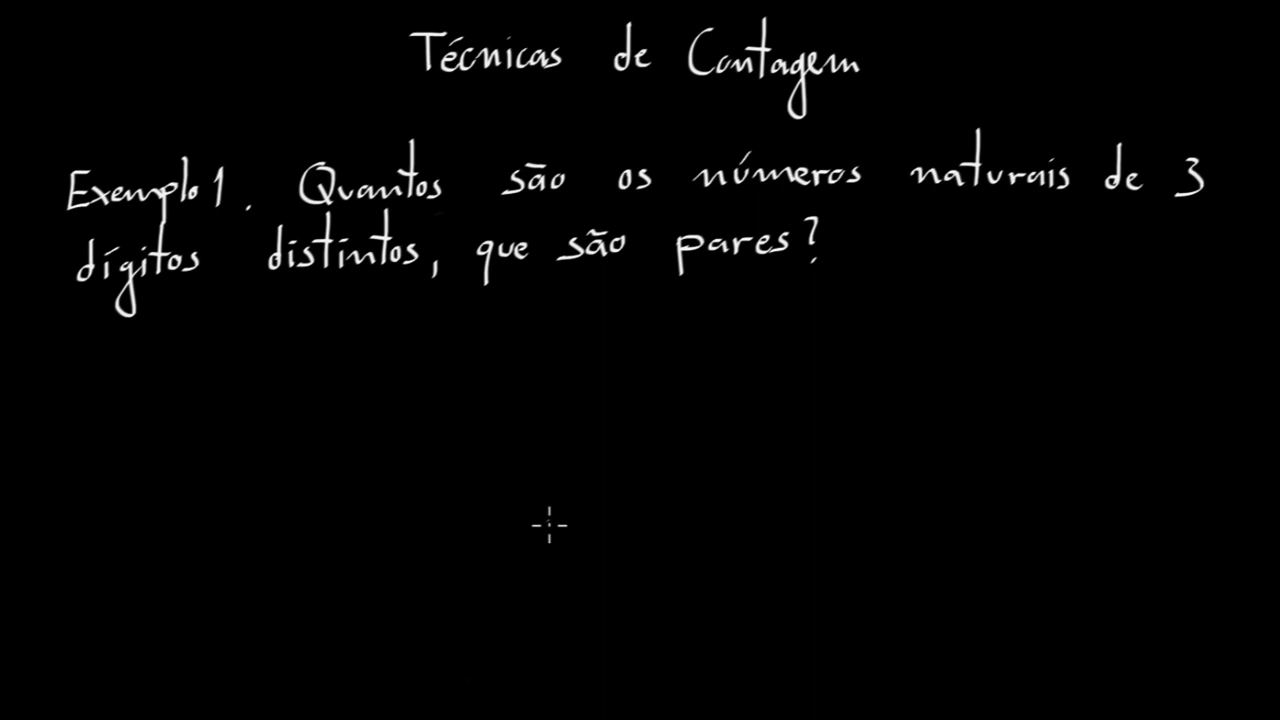 Técnicas de Contagem
Exemplo 1. Quantos são os números naturais de 3
dígitos distintos, que são pares?